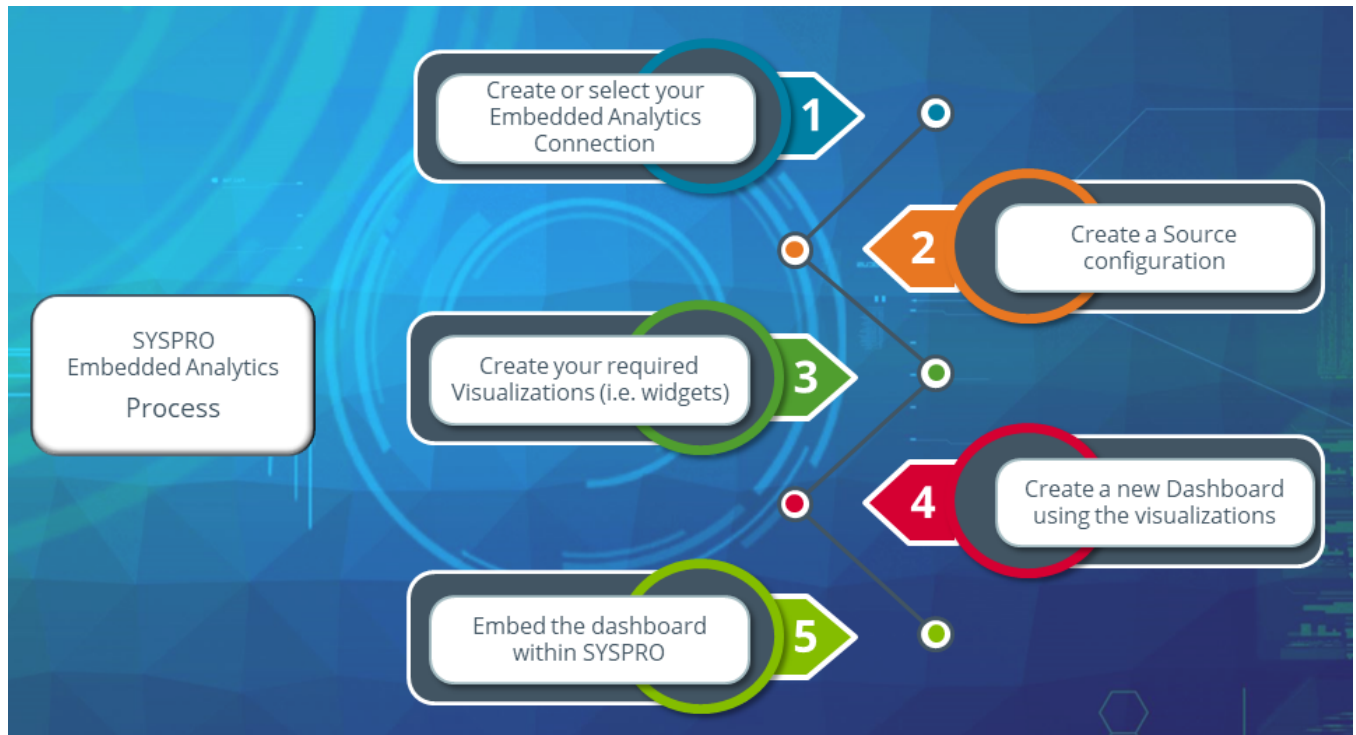 SYSPRO
Embedded Analytics
Process
Create or select your
Embedded Analytics
Connection
1
2
Create a Source
configuration
Create your required
Visualizations (i.e. widgets)
3
4
Create a new Dashboard
using the visualizations
Embed the dashboard
within SYSPRO
5